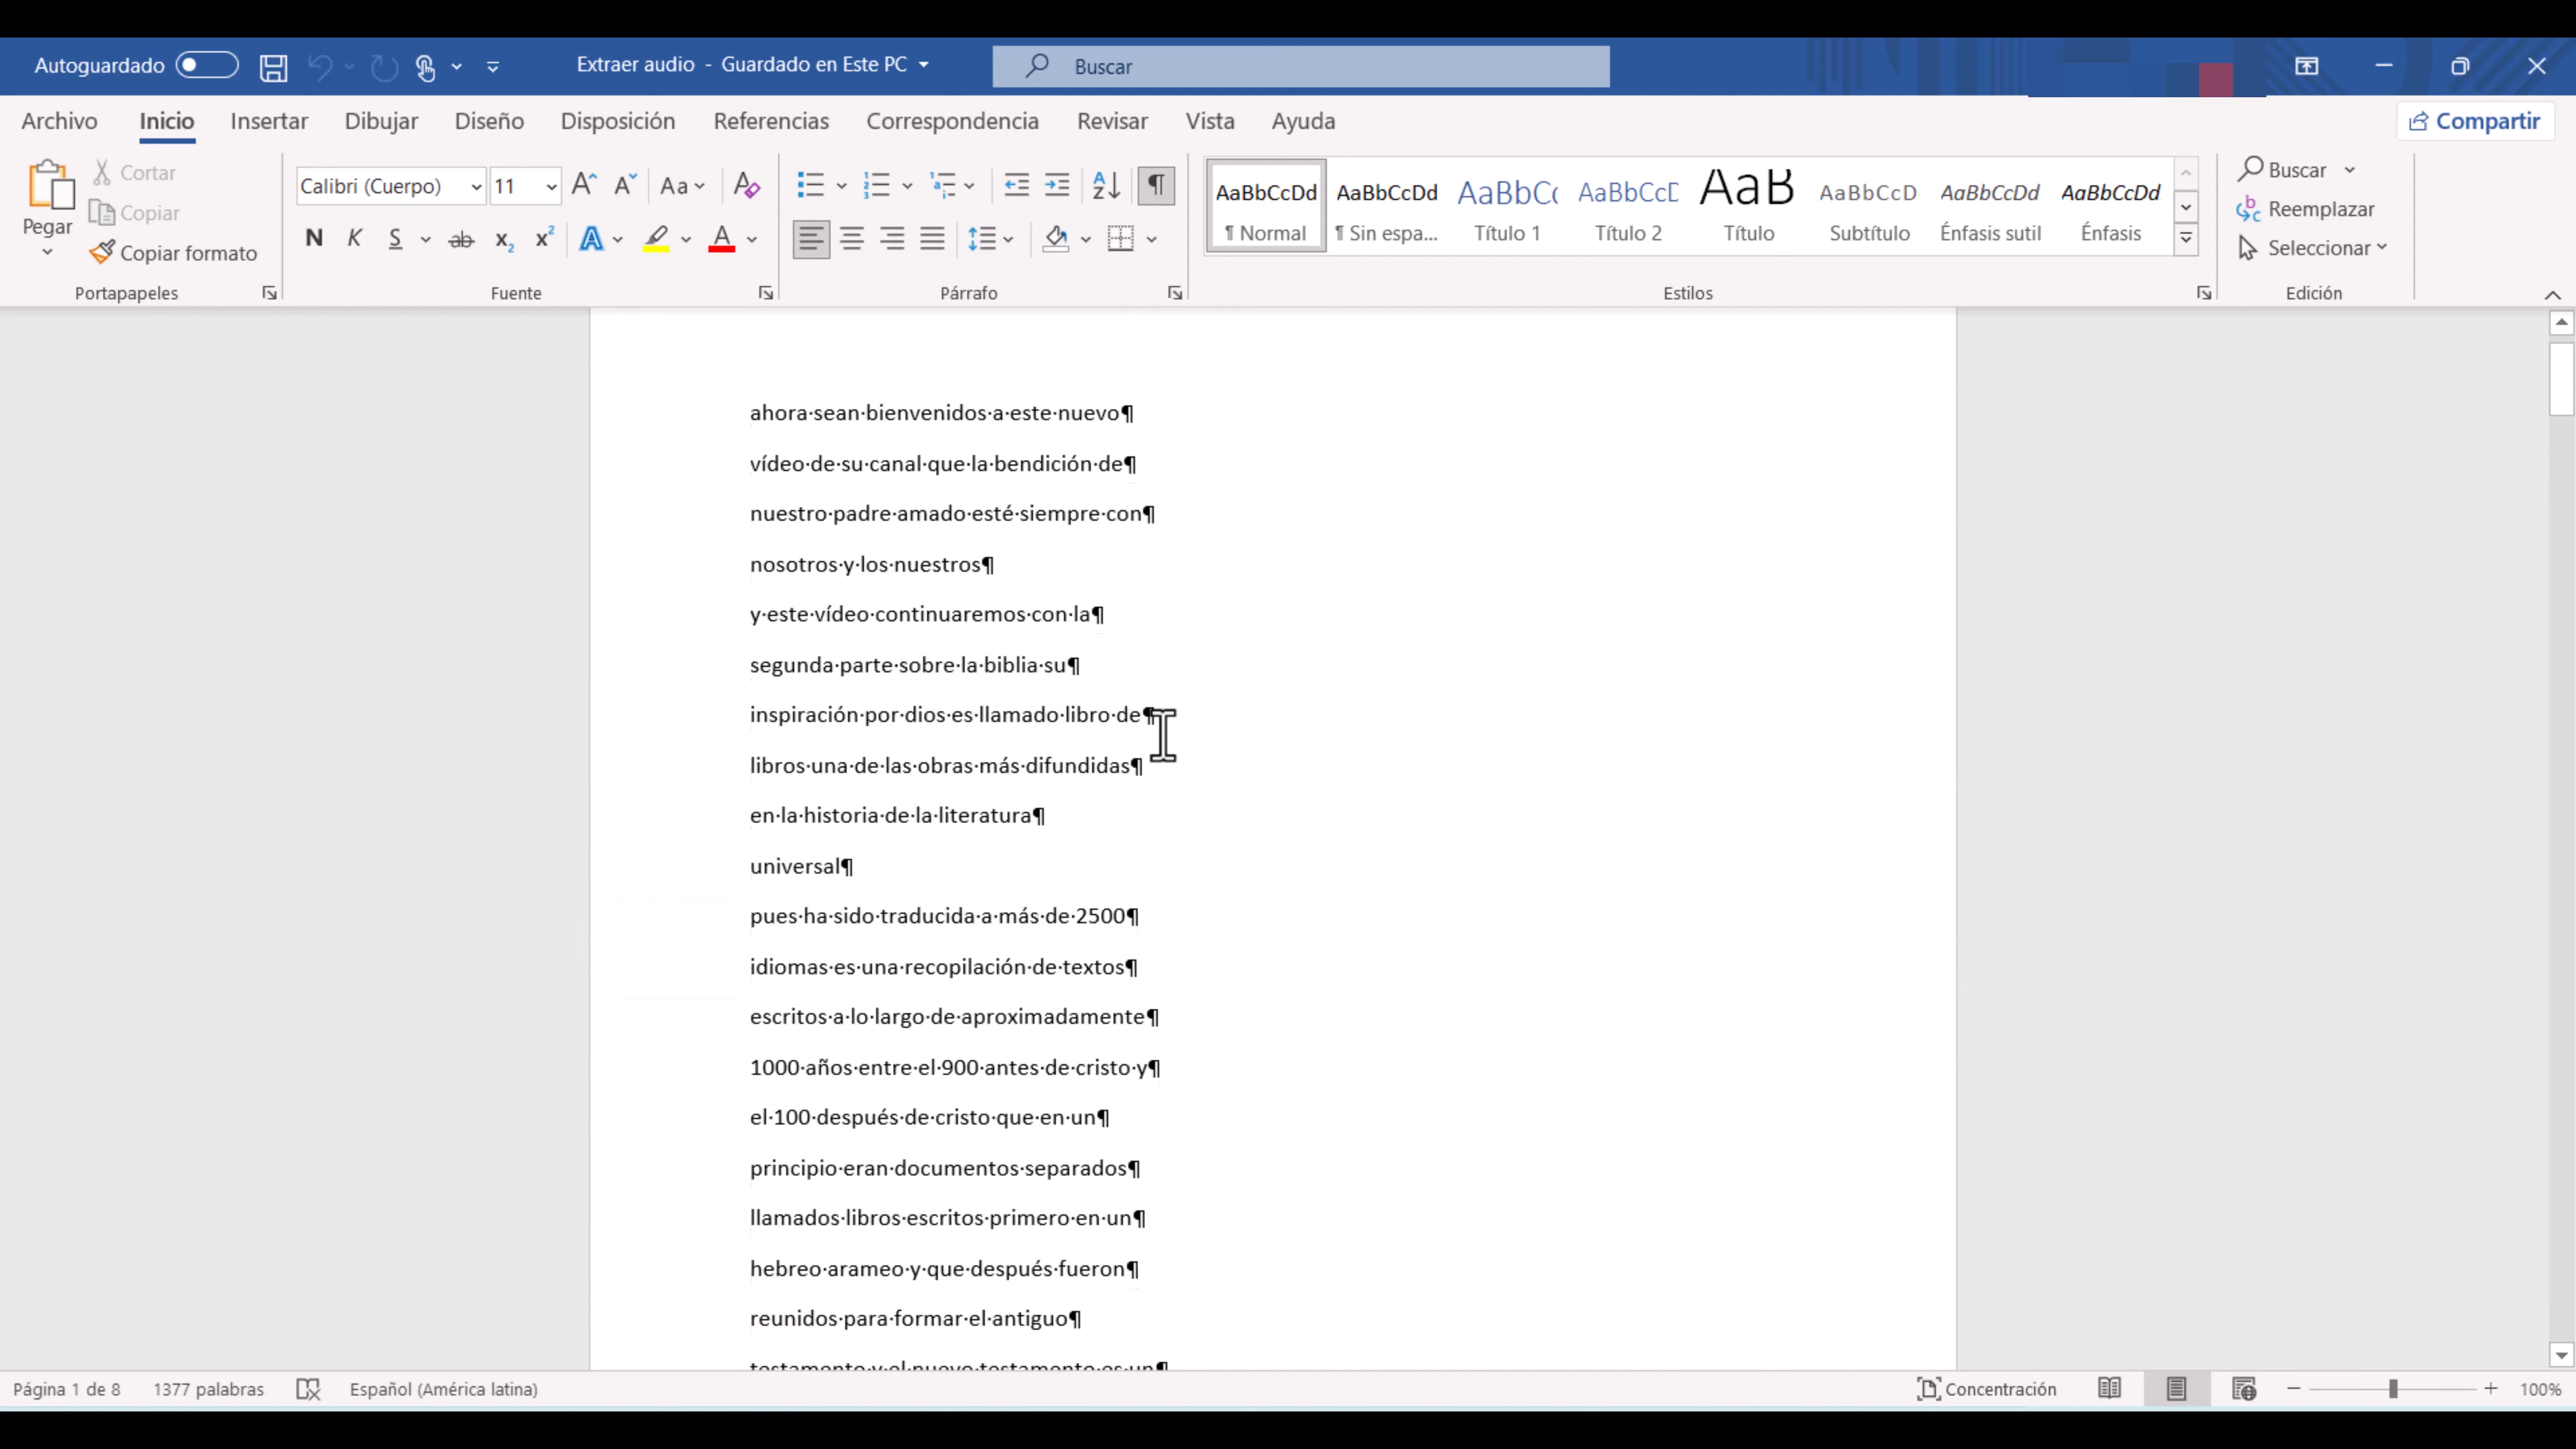 Autoguardado
Extraer audio - Guardado en Este PC
Buscar
Archivo Inicio Insertar Dibujar Diseño Disposición Referencias Correspondencia Revisar Vista Ayuda
Compartir
Pegar
Cortar
Copiar
Copiar formato
Portapapeles
Calibri (Cuerpo) 11
Aa
N K S ab x₂ x² A A
Fuente
Párrafo
AaBbCcDd AaBbCcDd AaBbC AaBbCcD AaB AaBbCcD AaBbCcDd AaBbCcDd
¶ Normal ¶ Sin espa... Título 1 Título 2 Título Subtítulo Énfasis sutil Énfasis
Estilos
Buscar
Reemplazar
Seleccionar
Edición
ahora·sean·bienvenidos·a·este·nuevo¶
vídeo·de·su·canal·que·la·bendición·de¶
nuestro·padre·amado·esté·siempre·con¶
nosotros·y·los·nuestros¶
y·este·vídeo·continuaremos·con·la¶
segunda·parte·sobre·la·biblia·su¶
inspiración·por·dios·es·llamado·libro·de¶
libros·una·de·las·obras·más·difundidas¶
en·la·historia·de·la·literatura¶
universal¶
pues·ha·sido·traducida·a·más·de·2500¶
idiomas·es·una·recopilación·de·textos¶
escritos·a·lo·largo·de·aproximadamente¶
1000·años·entre·el·900·antes·de·cristo·y¶
el·100·después·de·cristo·que·en·un¶
principio·eran·documentos·separados¶
llamados·libros·escritos·primero·en·un¶
hebreo·arameo·y·que·después·fueron¶
reunidos·para·formar·el·antiguo¶
testamento·y·el·nuevo·testamento·es·un¶
Página 1 de 8 1377 palabras Español (América latina)
Concentración
100%